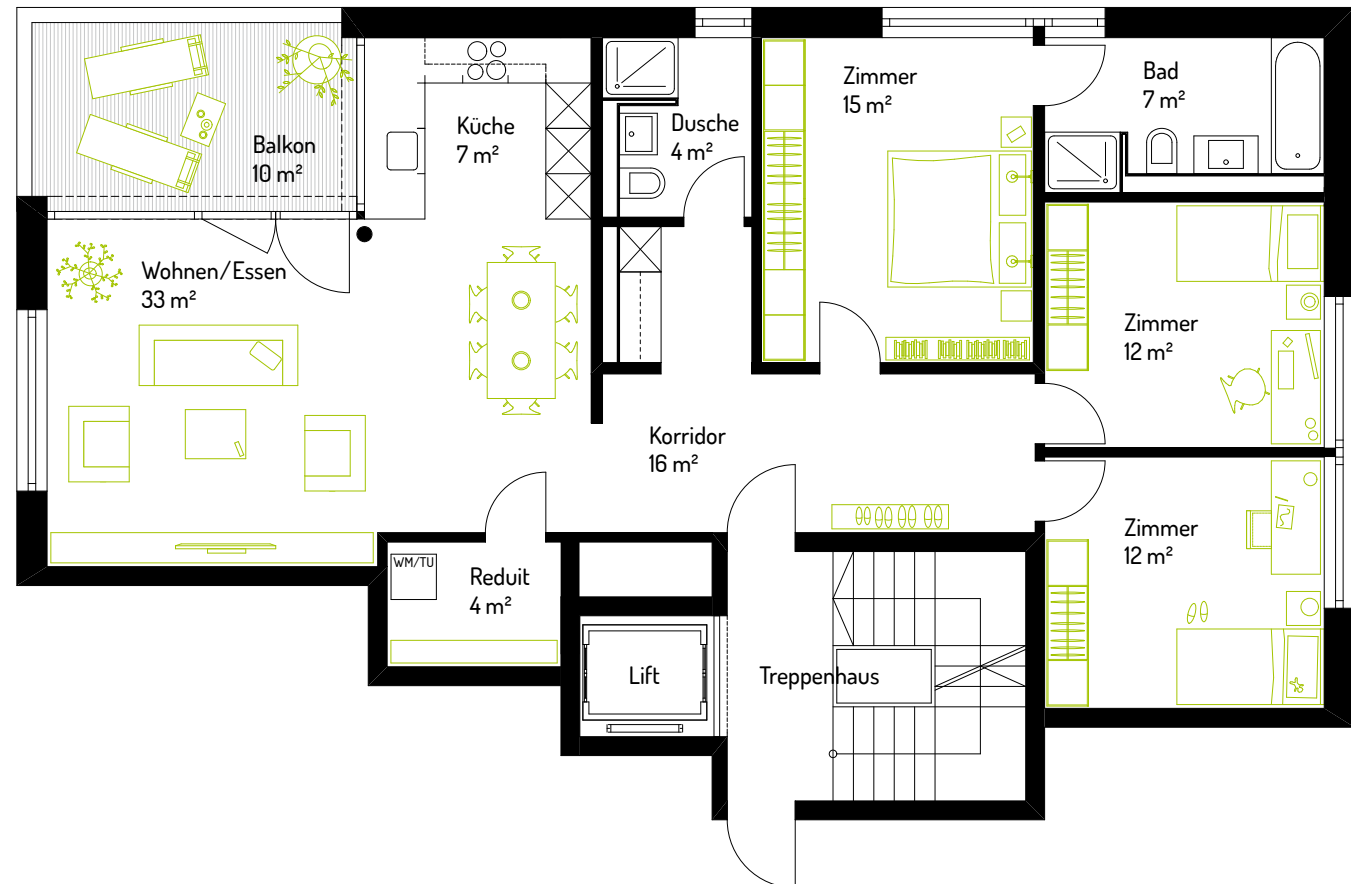 Balkon
10 m²
Küche
7 m²
Dusche
4 m²
Zimmer
15 m²
Bad
7 m²
Wohnen/Essen
33 m²
Zimmer
12 m²
Korridor
16 m²
Zimmer
12 m²
WM/TU
Reduit
4 m²
Lift
Treppenhaus